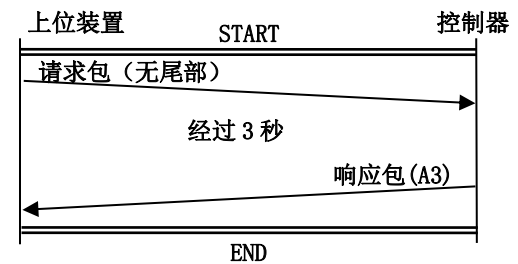 上位装置 控制器
START
请求包（无尾部）
经过 3 秒
响应包(A3)
END